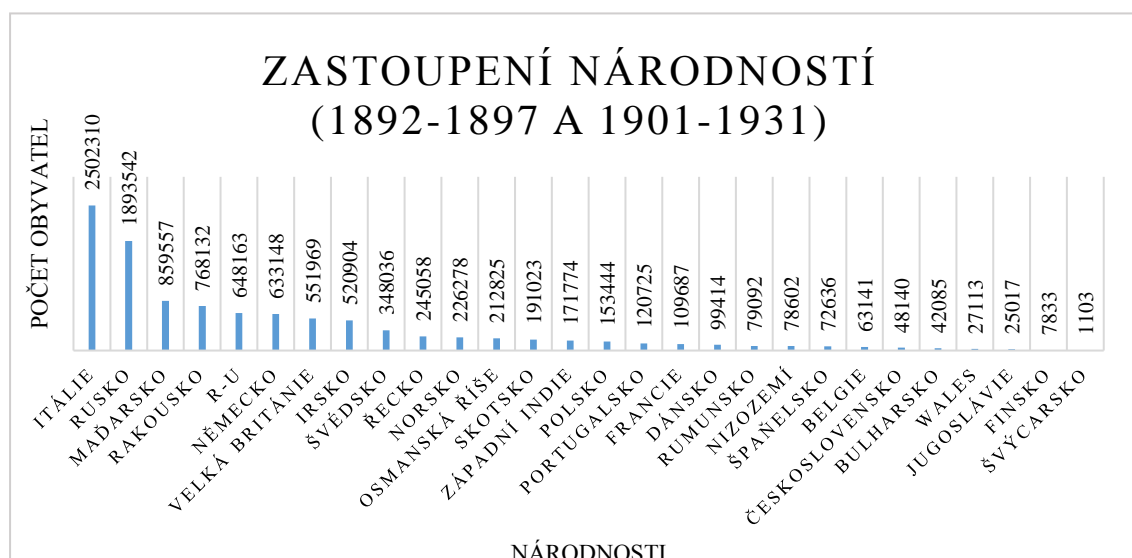 ZASTOUPENÍ NÁRODNOSTÍ
(1892-1897 A 1901-1931)
POČET OBYVATEL
2502310
1893542
859557
768132
648163
633148
551969
520904
348036
245058
226278
212825
191023
171774
153444
120725
109687
99414
79092
78602
72636
63141
48140
42085
27113
25017
7833
1103
ITÁLIE
RUSKO
MAĎARSKO
RAKOUSKO
R-U
NĚMECKO
VELKÁ BRITÁNIE
IRSKO
ŠVÉDSKO
ŘECKO
NORSKO
OSMANSKÁ ŘÍŠE
SKOTSKO
ZÁPADNÍ INDIE
POLSKO
PORTUGALSKO
FRANCIE
DÁNSKO
RUMUNSKO
NIZOZEMÍ
ŠPAŇELSKO
BELGIE
ČESKOSLOVENSKO
BULHARSKO
WALES
JUGOSLÁVIE
FINSKO
ŠVÝCARSKO
NÁRODNOSTI